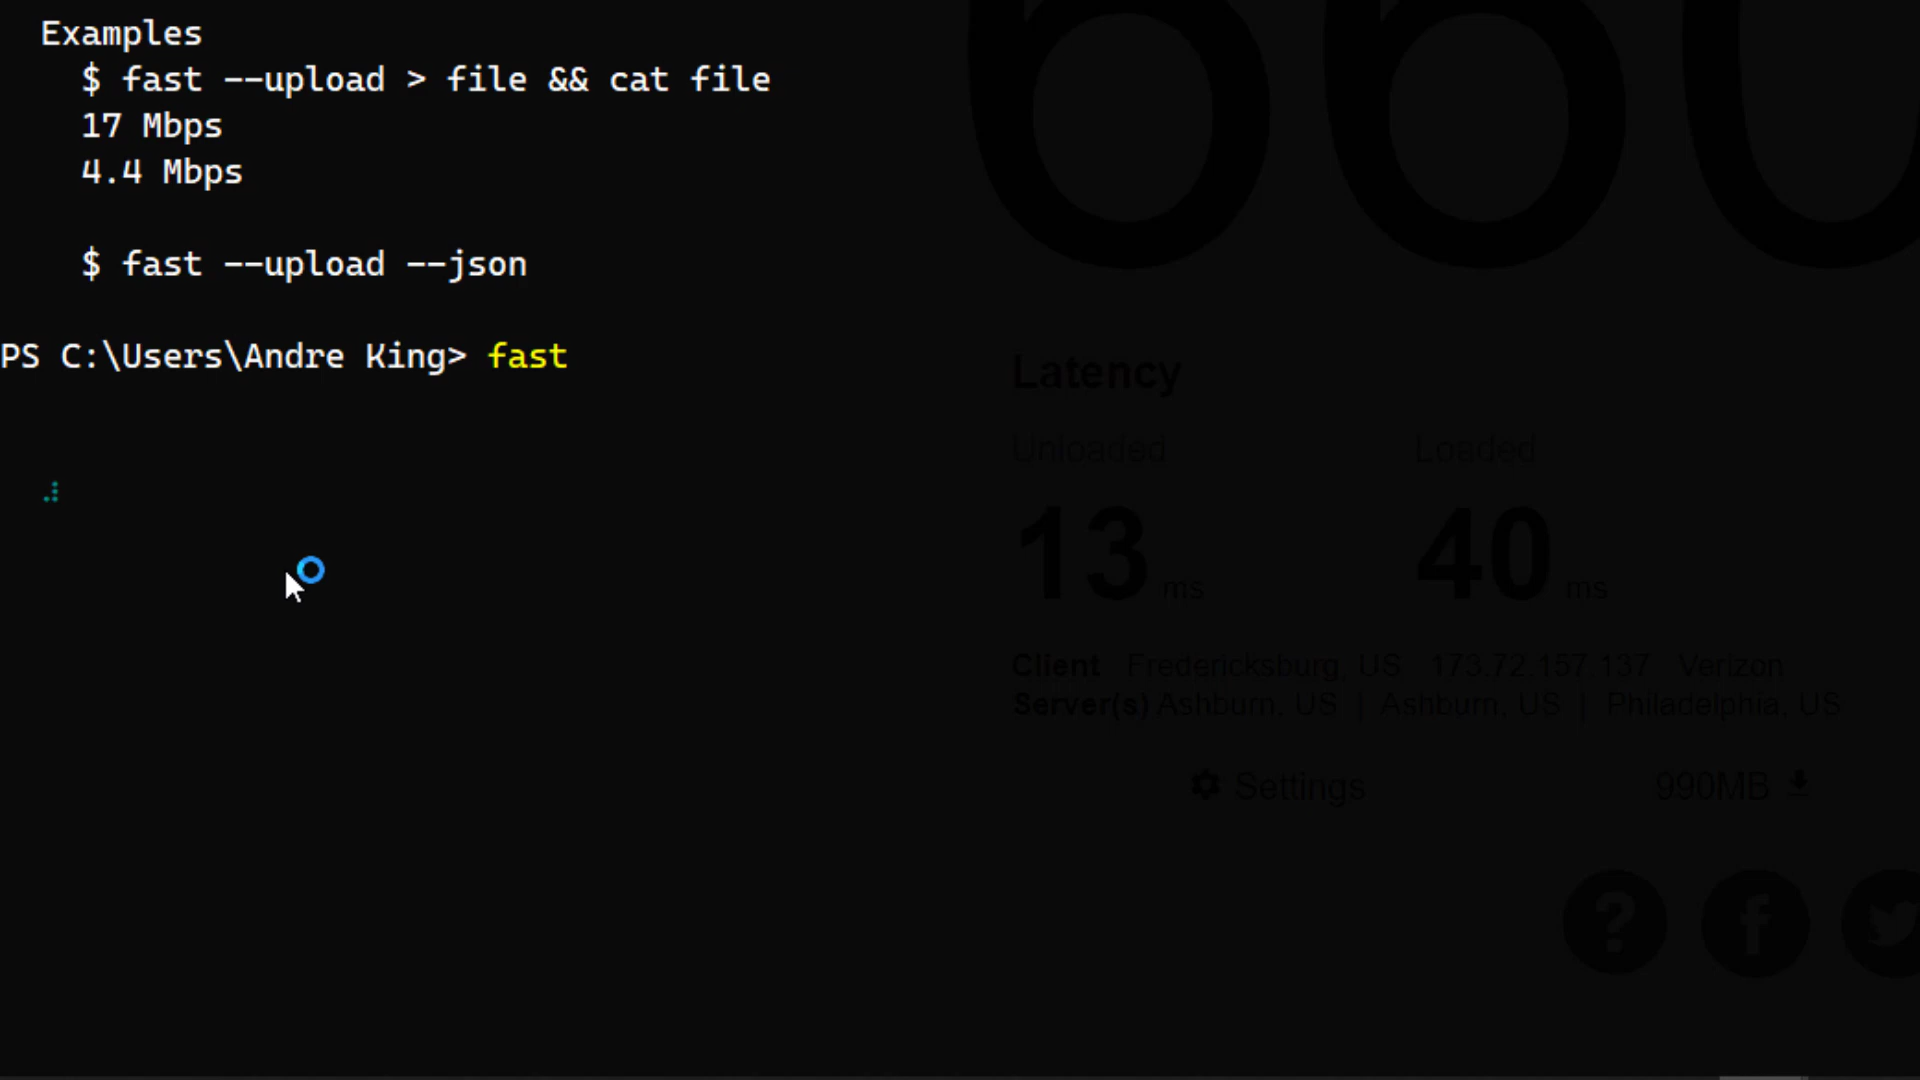 Examples
$ fast --upload > file && cat file
17 Mbps
4.4 Mbps
$ fast --upload --json
PS C:\Users\Andre King> fast
660
Latency
Unloaded Loaded
13 ms 40 ms
Client Fredericksburg, US 173.72.157.137 Verizon
Server(s) Ashburn, US | Ashburn, US | Philadelphia, US
Settings 990MB